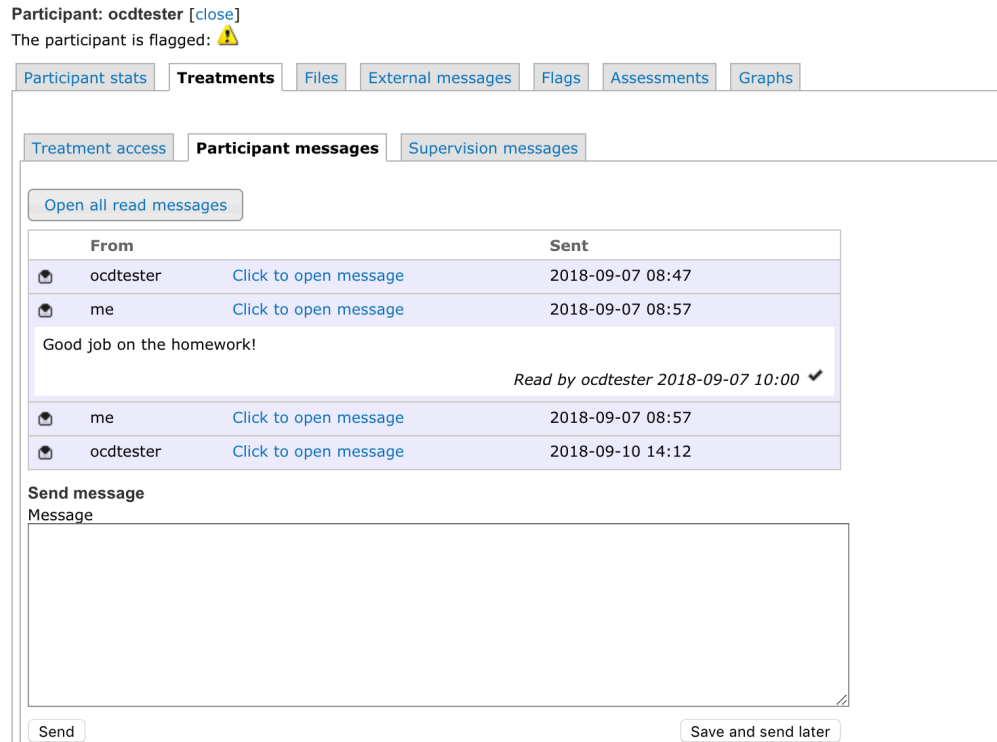 Participant: ocdtester [close]
The participant is flagged:
Participant stats Treatments Files External messages Flags Assessments Graphs
Treatment access Participant messages Supervision messages
Open all read messages
From Sent
ocdtester Click to open message 2018-09-07 08:47
me Click to open message 2018-09-07 08:57
Good job on the homework!
Read by ocdtester 2018-09-07 10:00
me Click to open message 2018-09-07 08:57
ocdtester Click to open message 2018-09-10 14:12
Send message
Message
Send Save and send later